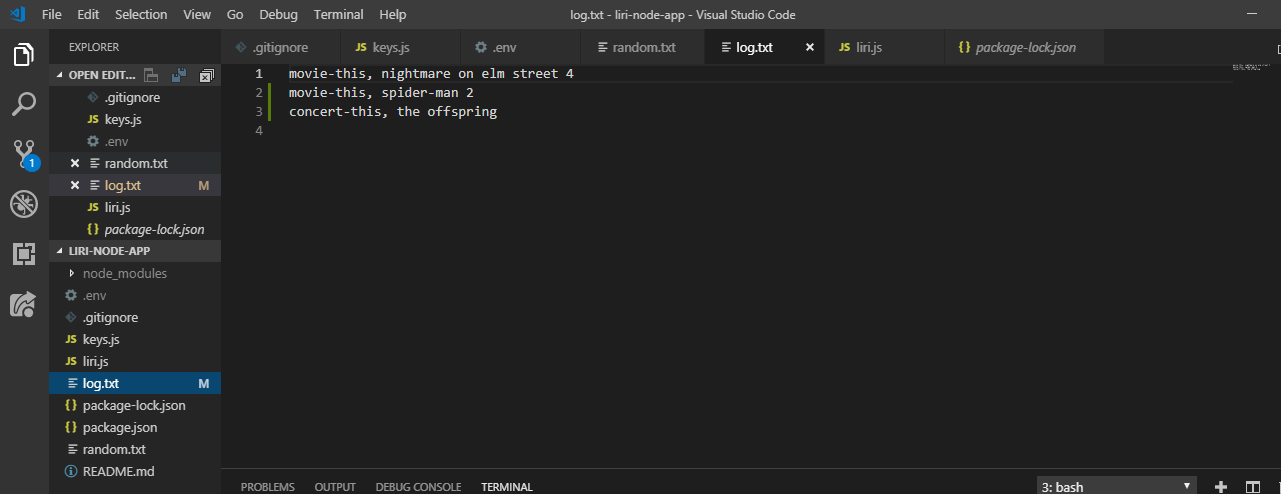 File Edit Selection View Go Debug Terminal Help log.txt - liri-node-app - Visual Studio Code
EXPLORER
OPEN EDIT...
.gitignore
JS keys.js
.env
random.txt
log.txt M
JS liri.js
{} package-lock.json
LIRI-NODE-APP
node_modules
.env
.gitignore
JS keys.js
JS liri.js
log.txt M
{} package-lock.json
{} package.json
random.txt
README.md
1
.gitignore JS keys.js .env random.txt log.txt JS liri.js {} package-lock.json
1 movie-this, nightmare on elm street 4
2 movie-this, spider-man 2
3 concert-this, the offspring
4
PROBLEMS OUTPUT DEBUG CONSOLE TERMINAL 3: bash